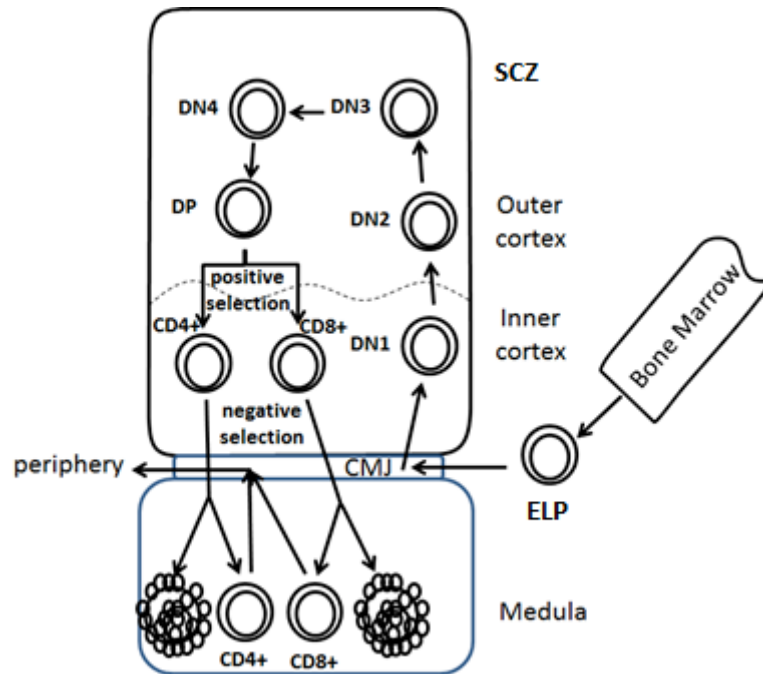 SCZ
DN4
DN3
DP
DN2
Outer
cortex
positive
selection
CD4+
CD8+
DN1
Inner
cortex
Bone Marrow
negative
selection
periphery
CMJ
ELP
Medula
CD4+
CD8+